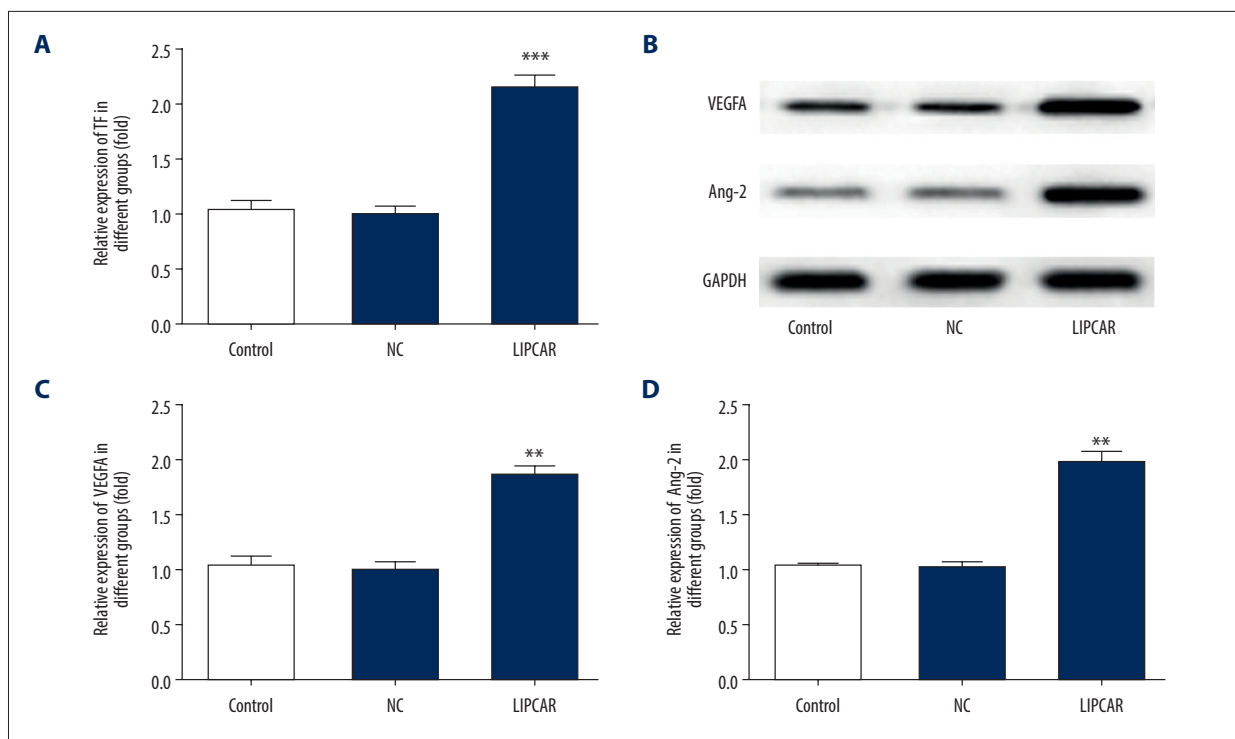 A
Relative expression of TF in
different groups (fold)
2.5
2.0
1.5
1.0
0.5
0.0
***
Control
NC
LIPCAR
B
VEGFA
Ang-2
GAPDH
Control
NC
LIPCAR
C
Relative expression of VEGFA in
different groups (fold)
2.5
2.0
1.5
1.0
0.5
0.0
**
Control
NC
LIPCAR
D
Relative expression of Ang-2 in
different groups (fold)
2.5
2.0
1.5
1.0
0.5
0.0
**
Control
NC
LIPCAR